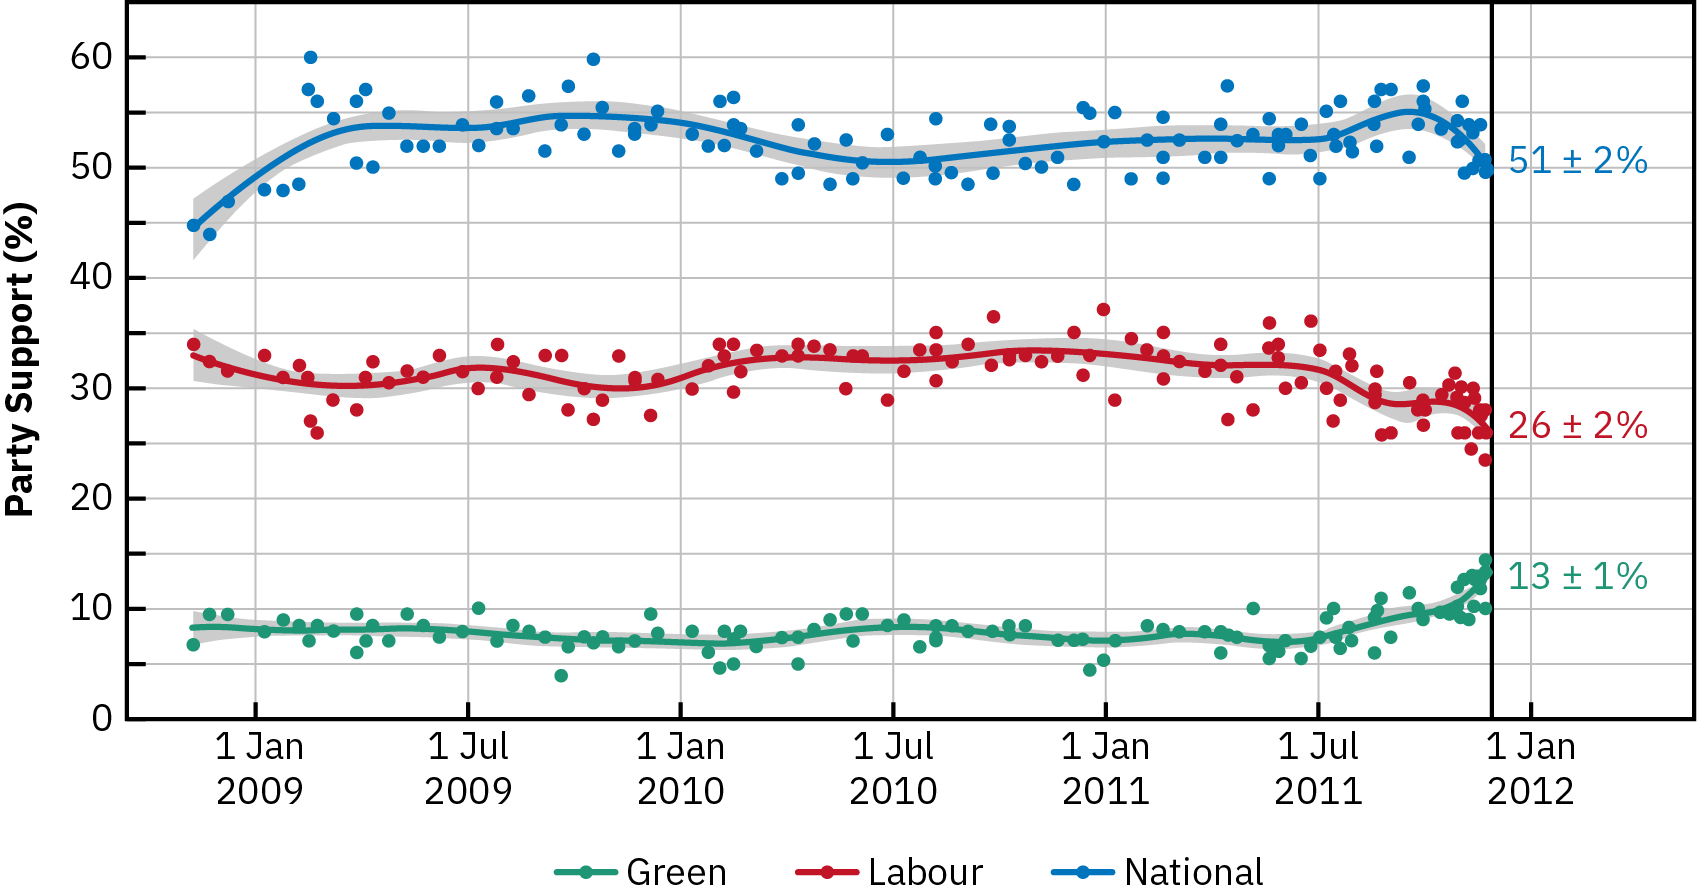 Party Support (%)
60
50
40
30
20
10
0
51 ± 2%
26 ± 2%
13 ± 1%
1 Jan 1 Jul 1 Jan 1 Jul 1 Jan 1 Jul 1 Jan
2009 2009 2010 2010 2011 2011 2012
Green Labour National